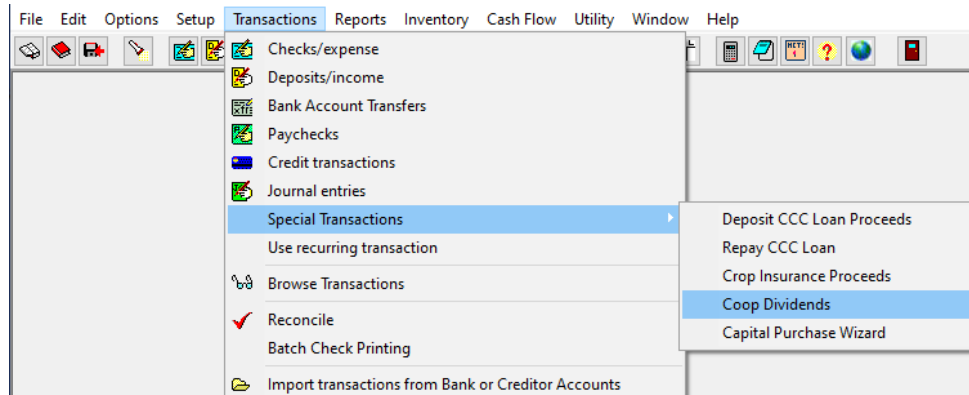 File Edit Options Setup Transactions Reports Inventory Cash Flow Utility Window Help
Checks/expense
Deposits/income
Bank Account Transfers
Paychecks
Credit transactions
Journal entries
Special Transactions
Use recurring transaction
Browse Transactions
Reconcile
Batch Check Printing
Import transactions from Bank or Creditor Accounts
Deposit CCC Loan Proceeds
Repay CCC Loan
Crop Insurance Proceeds
Coop Dividends
Capital Purchase Wizard